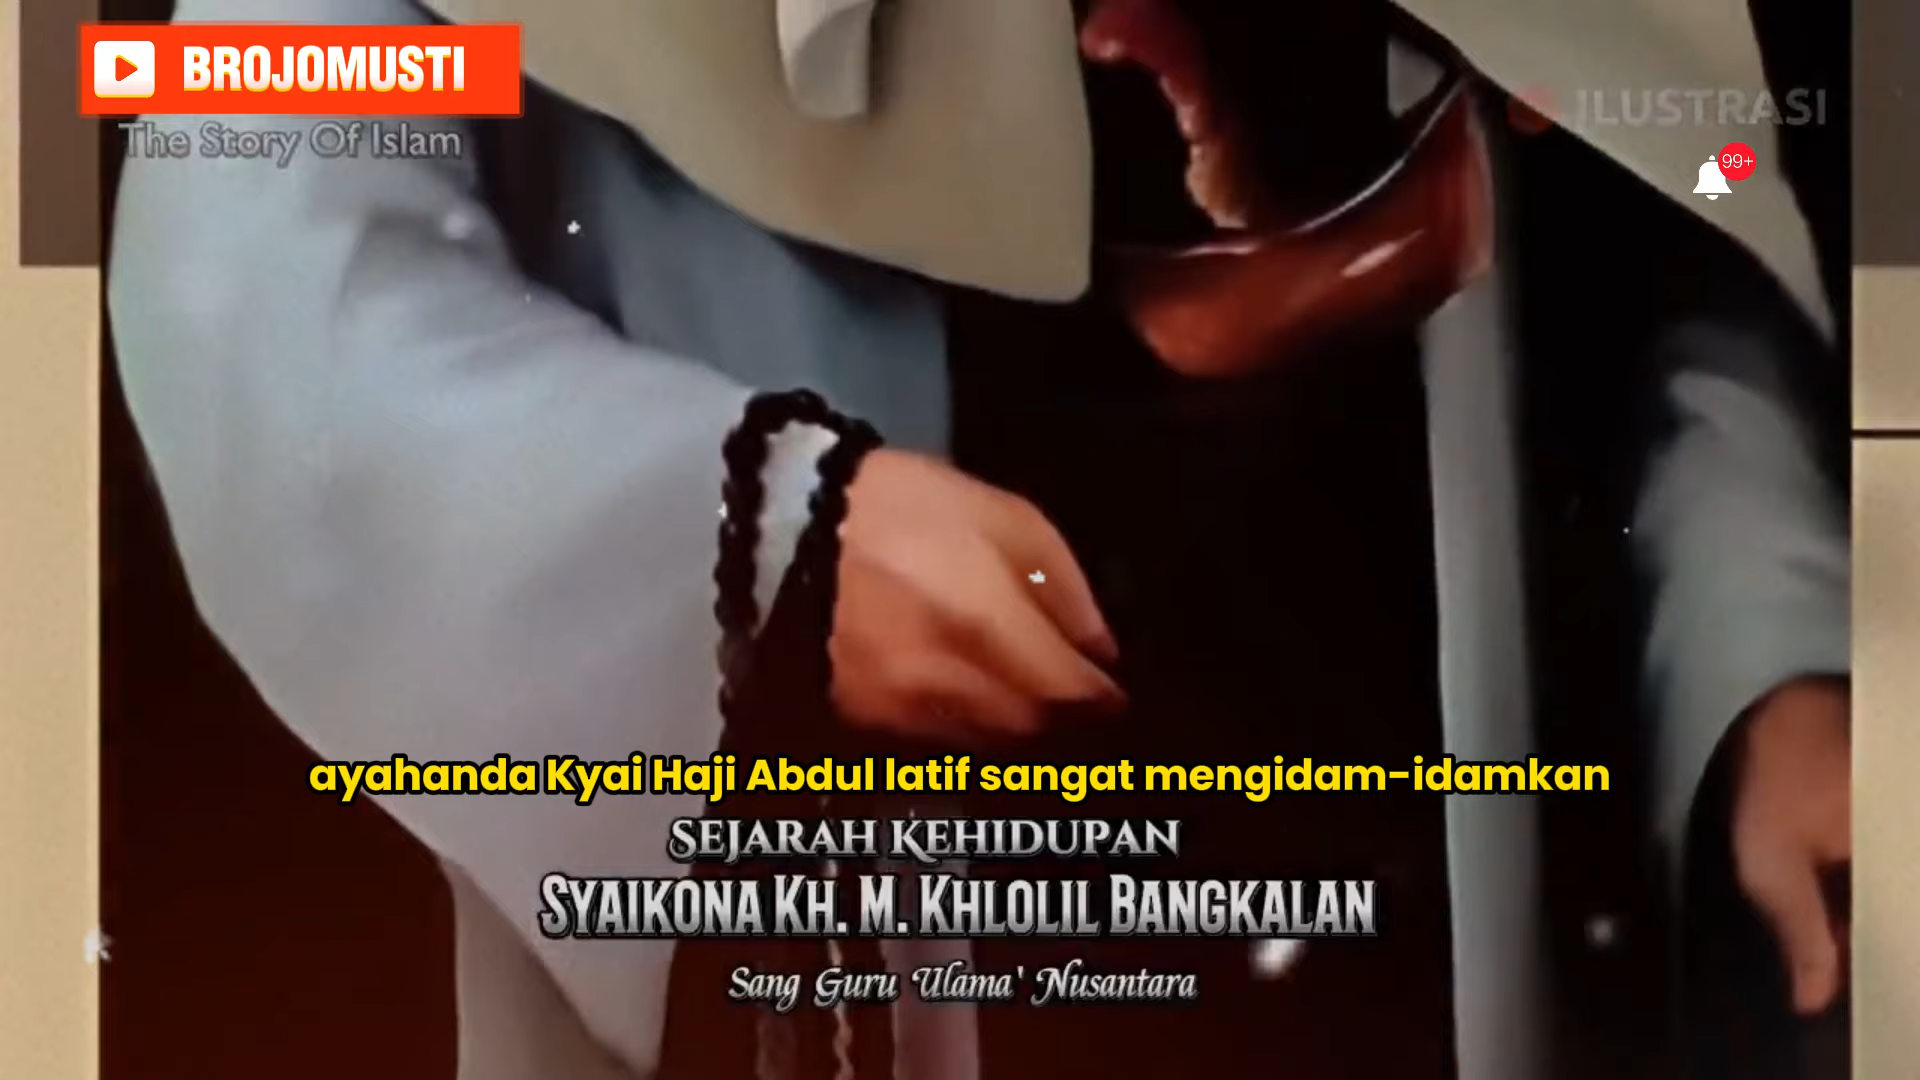 BROJOMUSTI
The Story Of Islam
ILUSTRASI
99+
ayahanda Kyai Haji Abdul latif sangat mengidam-idamkan
SEJARAH KEHIDUPAN
SYAIKONA KH. M. KHLOLIL BANGKALAN
Sang Guru Ulama' Nusantara